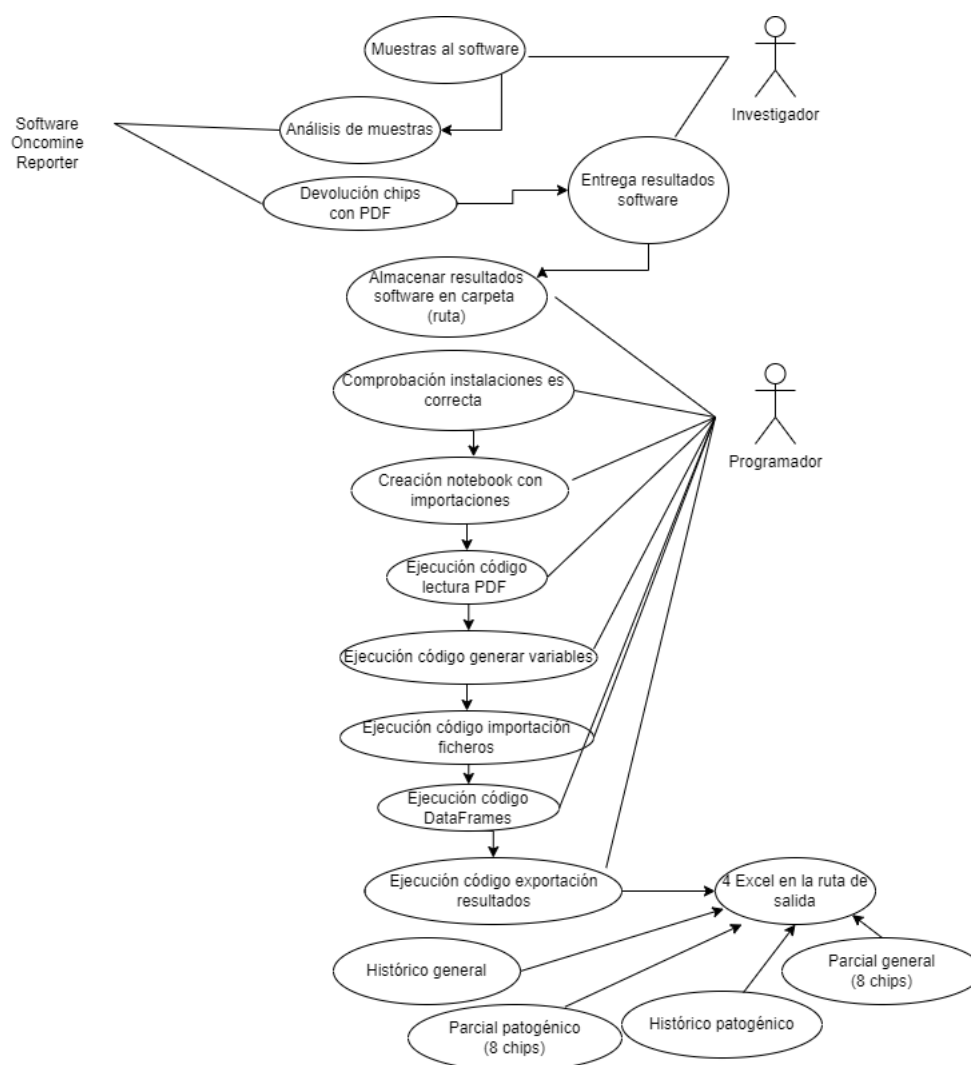 Muestras al software
Investigador
Software
Oncomine
Reporter
Análisis de muestras
Devolución chips
con PDF
Entrega resultados
software
Almacenar resultados
software en carpeta
(ruta)
Comprobación instalaciones es
correcta
Programador
Creación notebook con
importaciones
Ejecución código
lectura PDF
Ejecución código generar variables
Ejecución código importación
ficheros
Ejecución código
DataFrames
Ejecución código exportación
resultados
4 Excel en la ruta de
salida
Histórico general
Parcial patogénico
(8 chips)
Histórico patogénico
Parcial general
(8 chips)